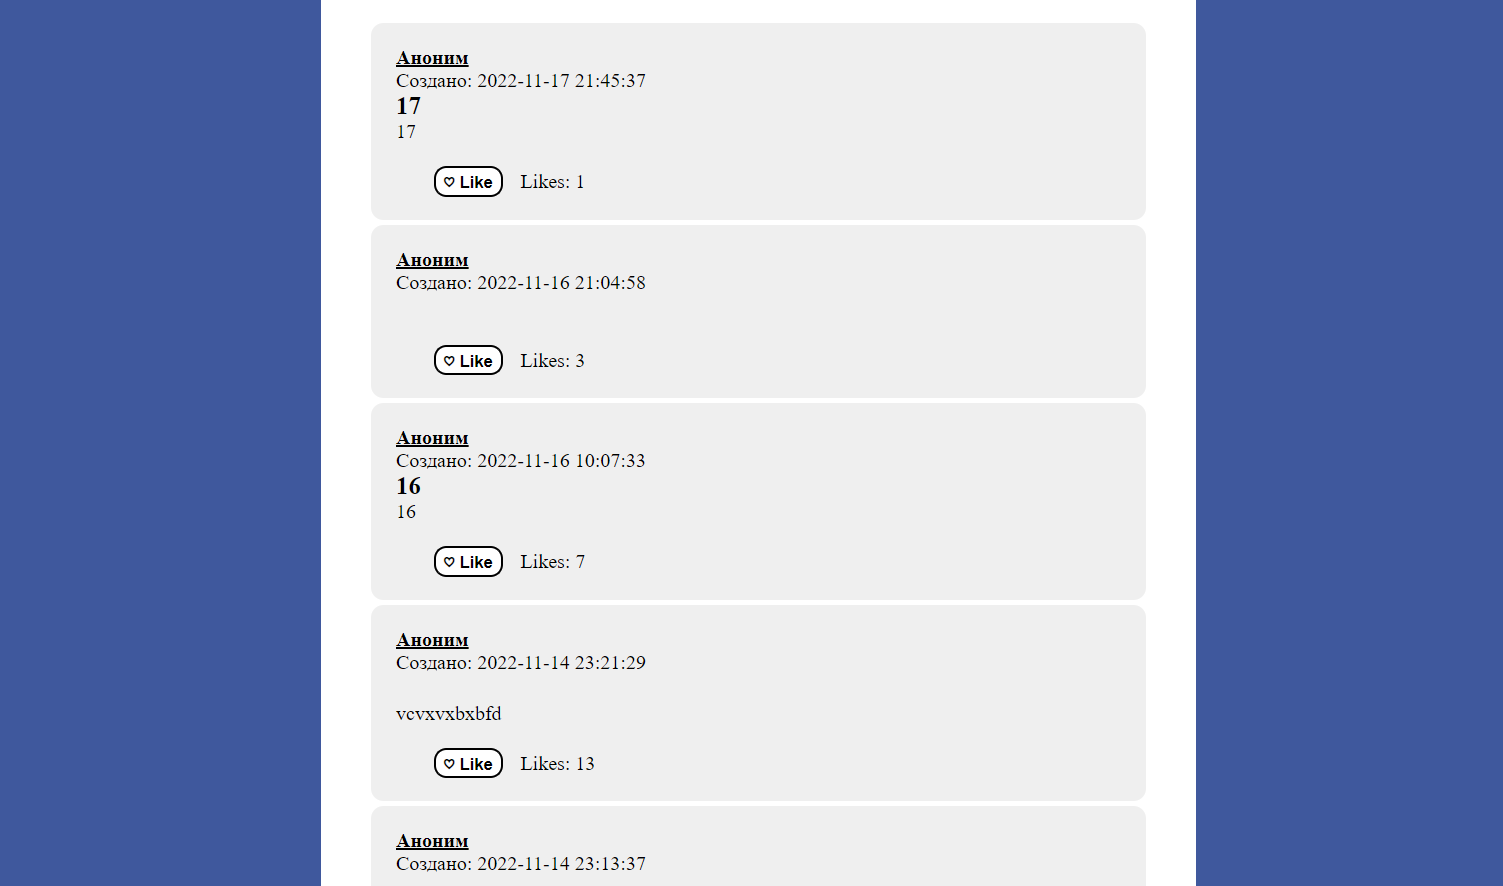 Аноним
Создано: 2022-11-17 21:45:37
17
17
♡ Like Likes: 1
Аноним
Создано: 2022-11-16 21:04:58
♡ Like Likes: 3
Аноним
Создано: 2022-11-16 10:07:33
16
16
♡ Like Likes: 7
Аноним
Создано: 2022-11-14 23:21:29
vcvxvxbxbfd
♡ Like Likes: 13
Аноним
Создано: 2022-11-14 23:13:37